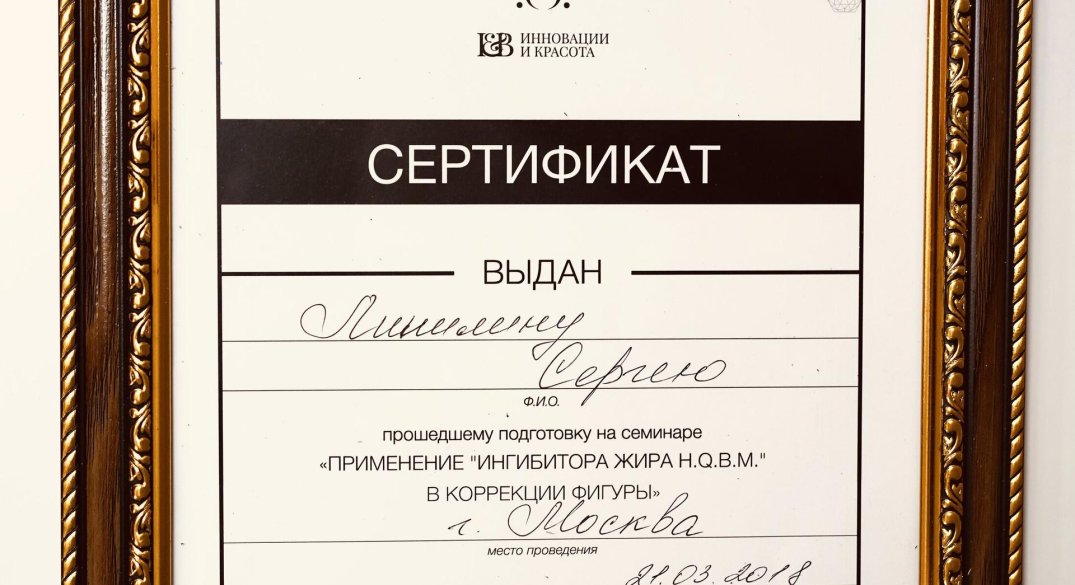 I&B ИННОВАЦИИ
И КРАСОТА
СЕРТИФИКАТ
ВЫДАН
Сергею
Ф.И.О.
прошедшему подготовку на семинаре
«ПРИМЕНЕНИЕ "ИНГИБИТОРА ЖИРА H.Q.B.M."
В КОРРЕКЦИИ ФИГУРЫ»
г. Москва
место проведения
21.03.2018